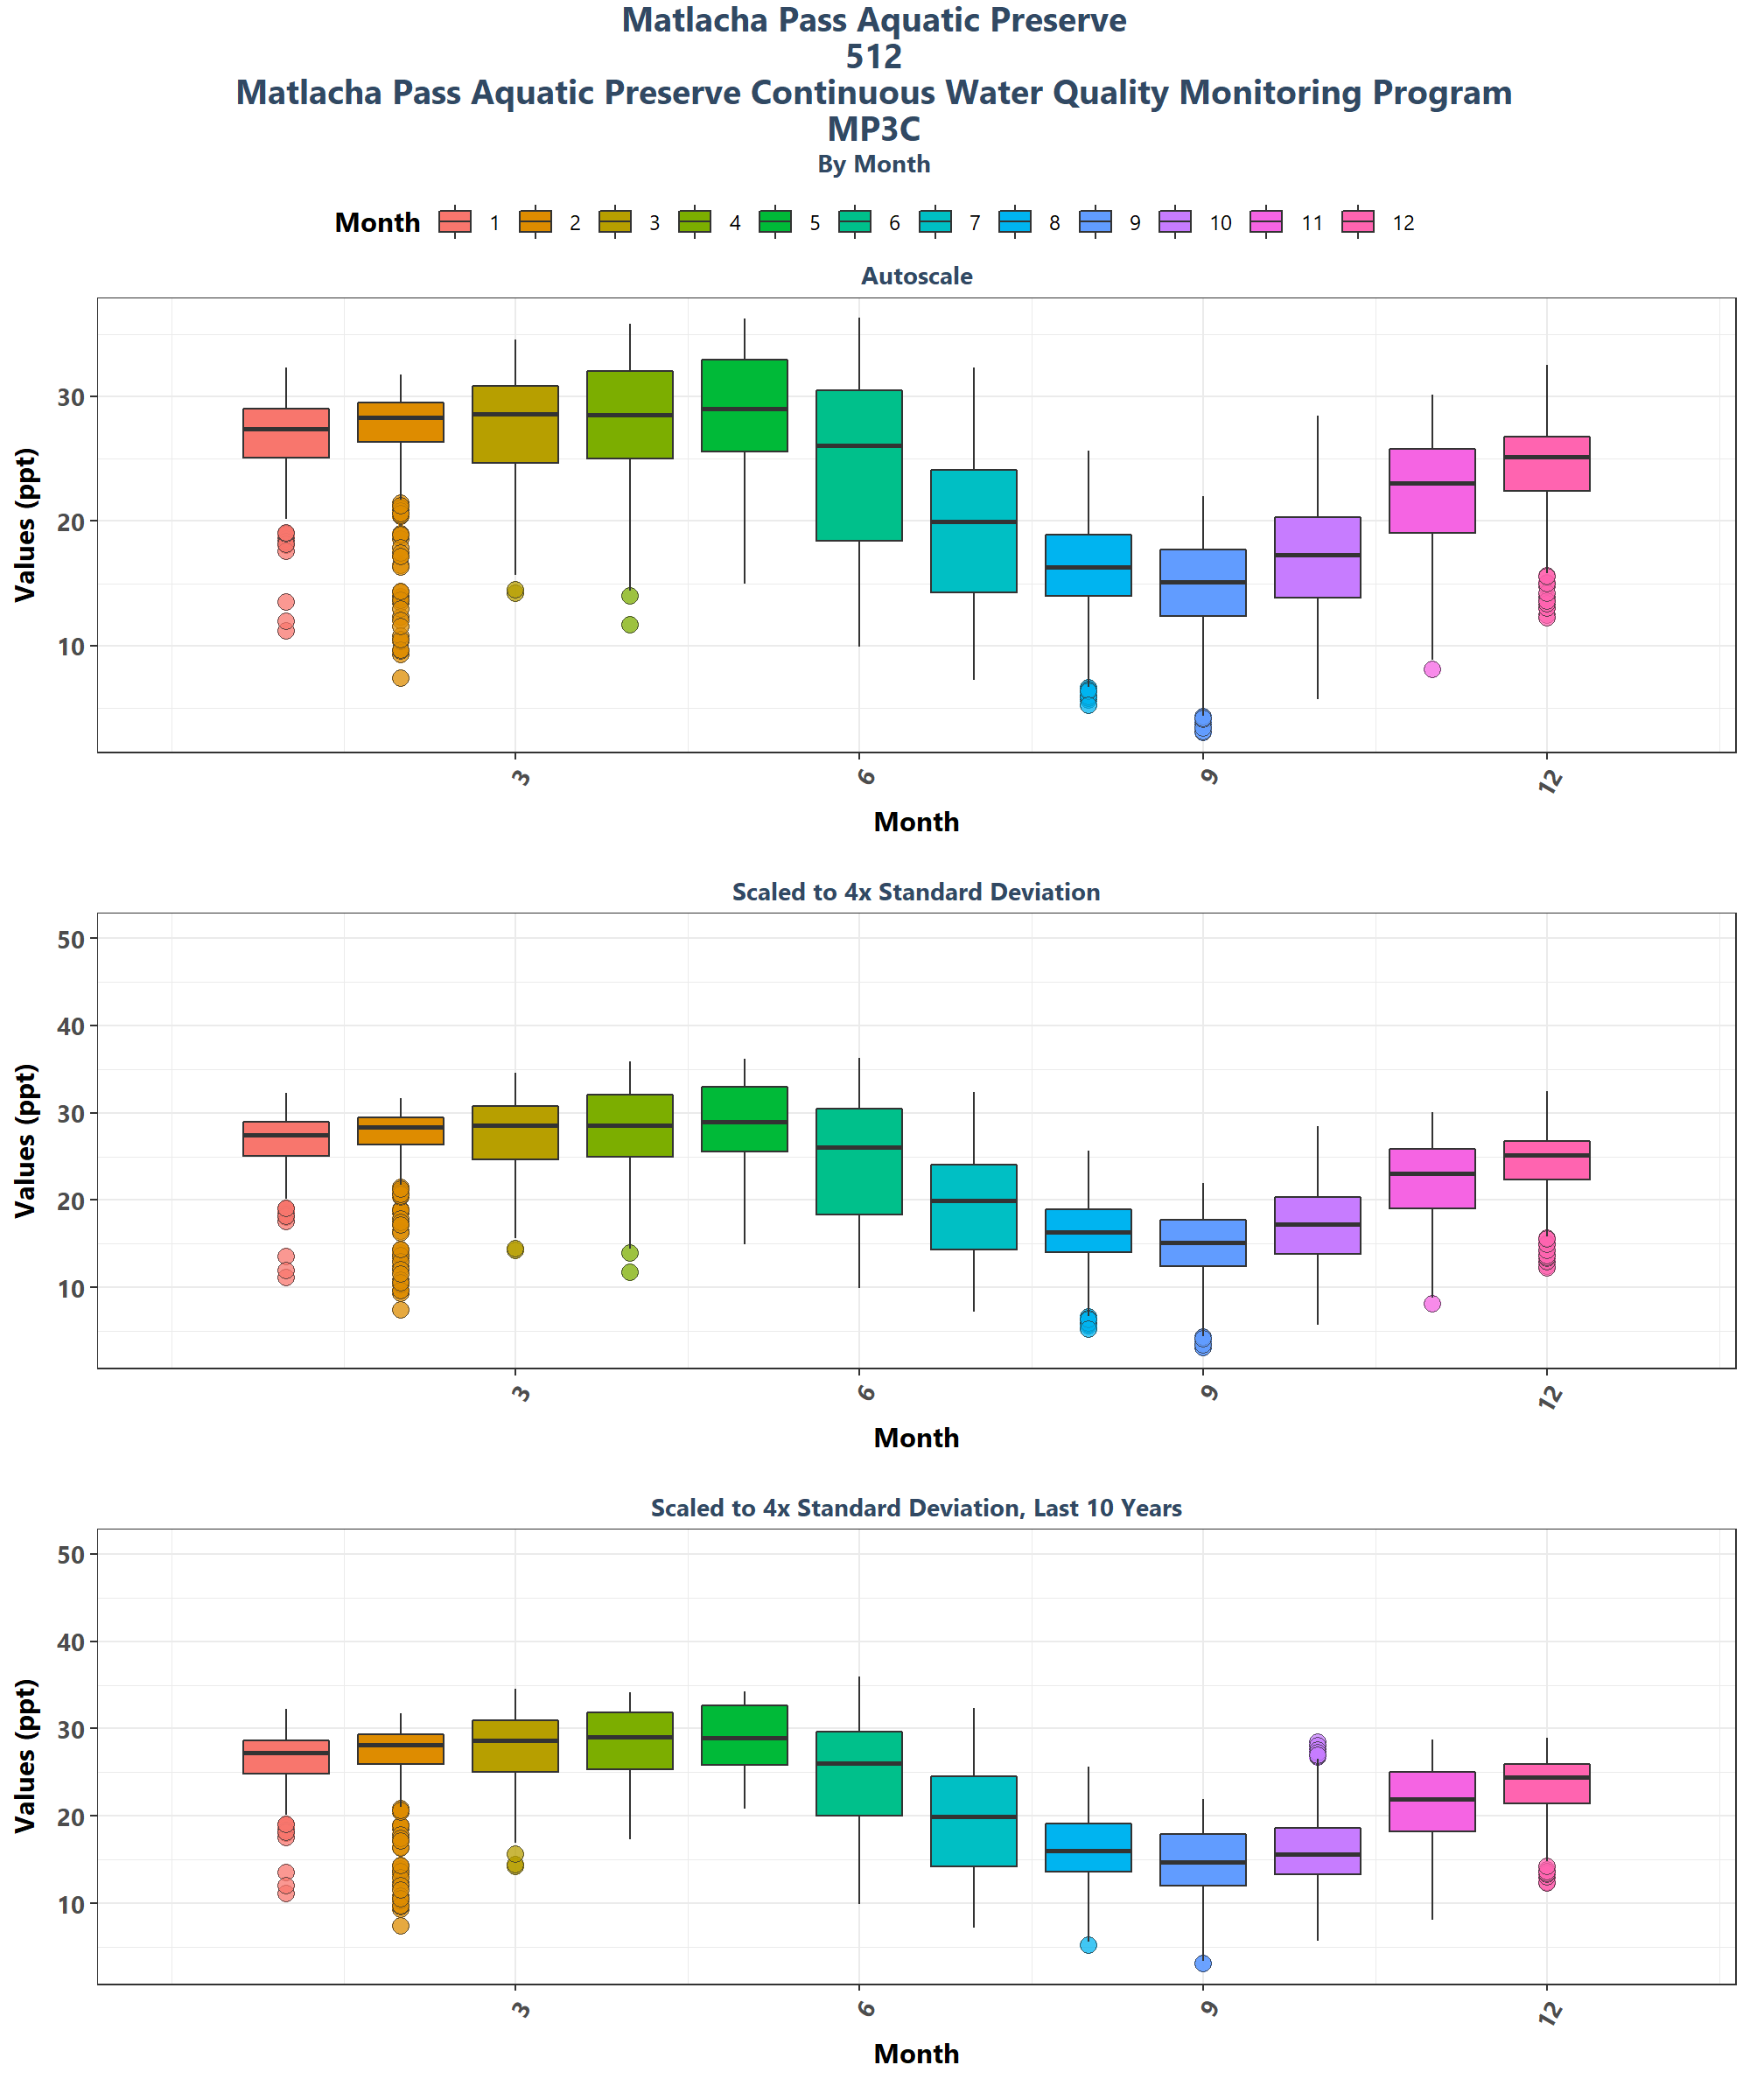 Matlacha Pass Aquatic Preserve
512
Matlacha Pass Aquatic Preserve Continuous Water Quality Monitoring Program
MP3C
By Month
Month 1 2 3 4 5 6 7 8 9 10 11 12
Autoscale
Values (ppt)
30
20
10
3 6 9 12
Month
Scaled to 4x Standard Deviation
Values (ppt)
50
40
30
20
10
3 6 9 12
Month
Scaled to 4x Standard Deviation, Last 10 Years
Values (ppt)
50
40
30
20
10
3 6 9 12
Month